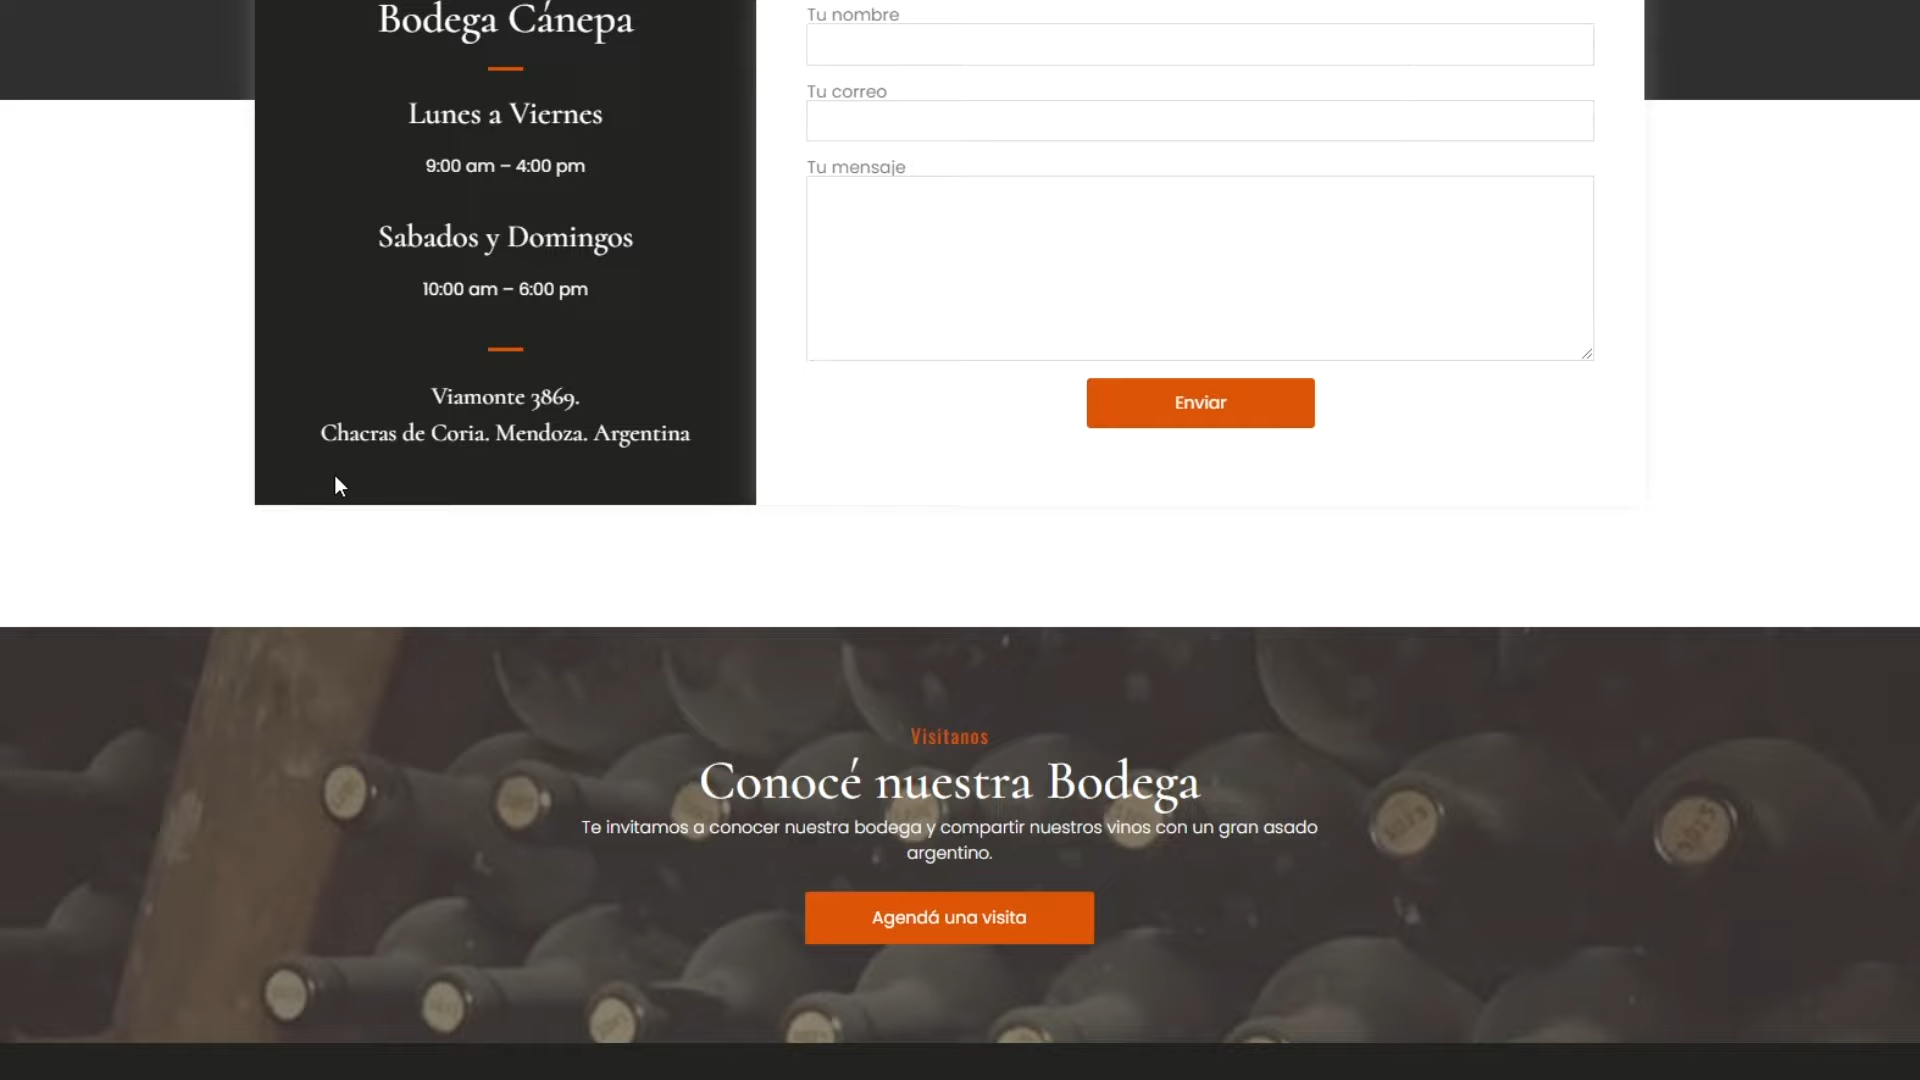 Bodega Cánepa
Lunes a Viernes
9:00 am – 4:00 pm
Sabados y Domingos
10:00 am – 6:00 pm
Viamonte 3869.
Chacras de Coria. Mendoza. Argentina
Tu nombre
Tu correo
Tu mensaje
Enviar
Visitanos
Conocé nuestra Bodega
Te invitamos a conocer nuestra bodega y compartir nuestros vinos con un gran asado
argentino.
Agendá una visita